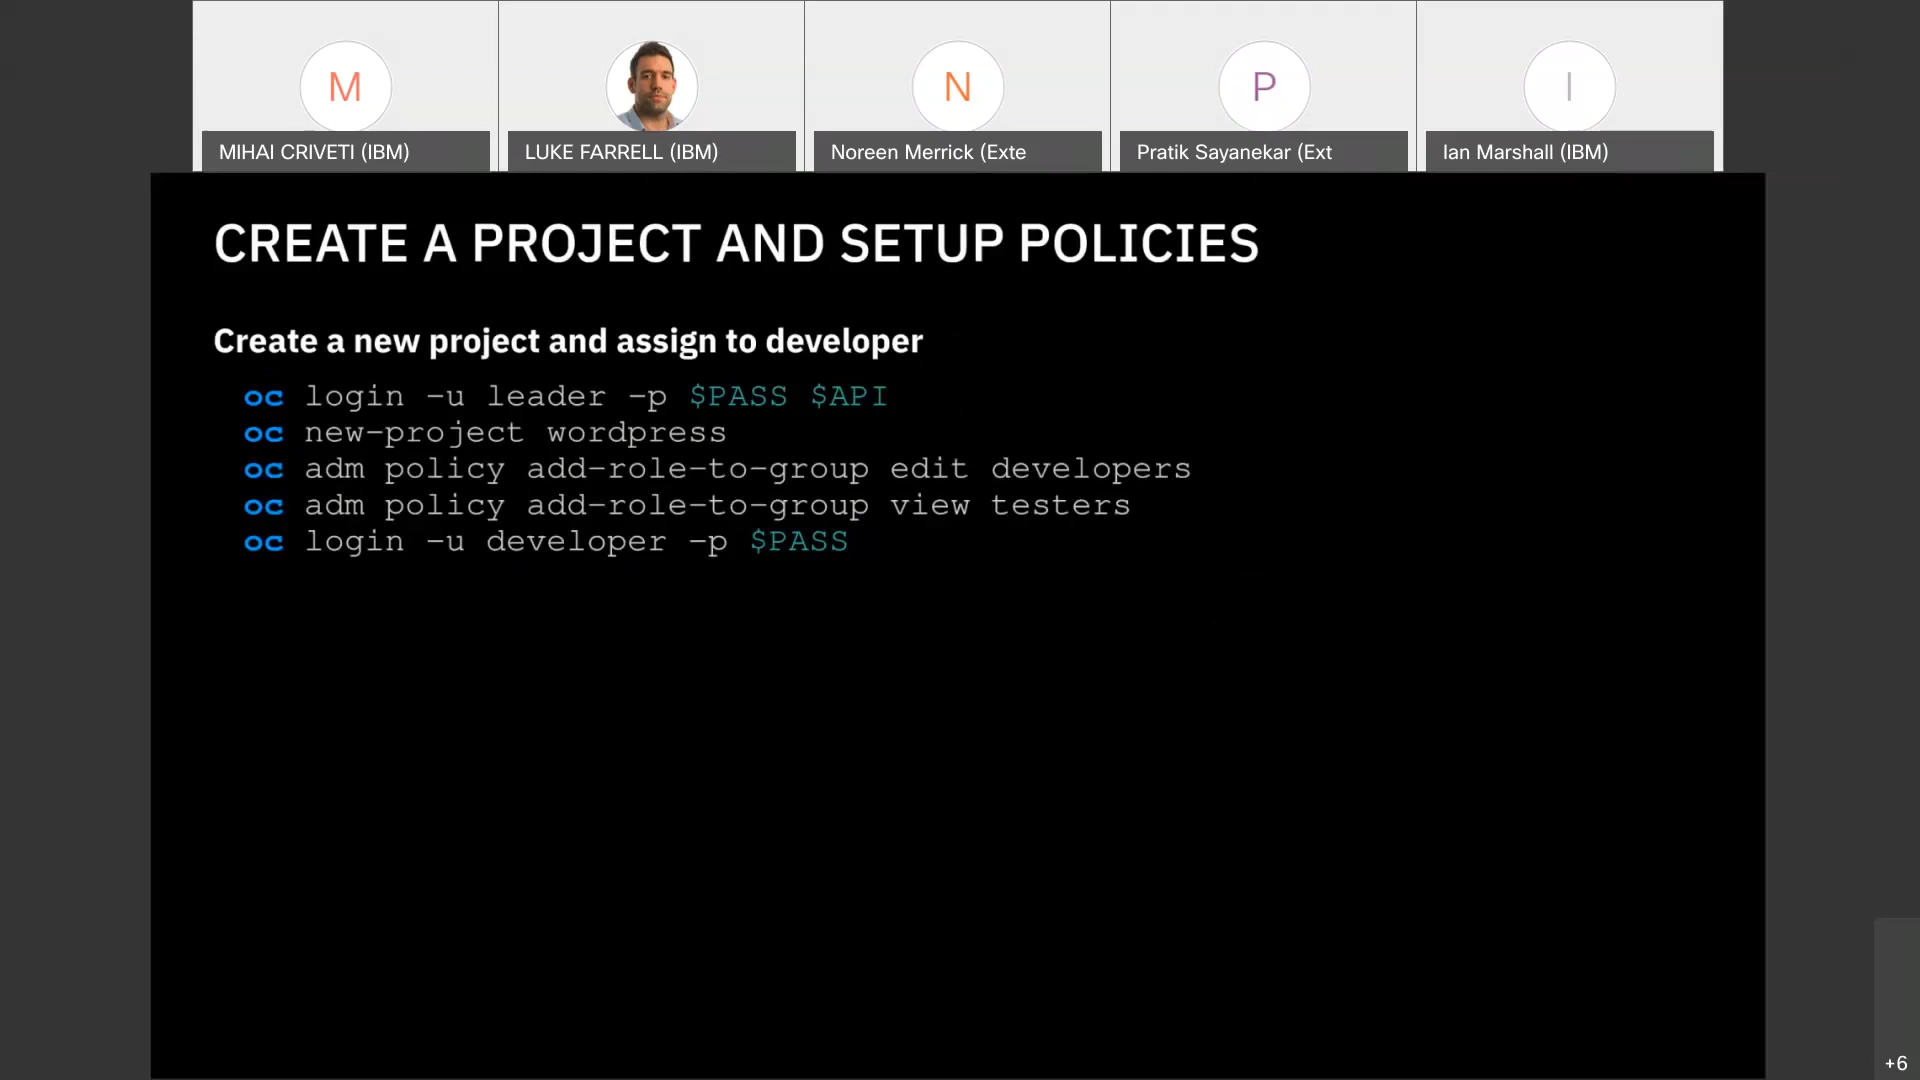 M
N
P
I
MIHAI CRIVETI (IBM)
LUKE FARRELL (IBM)
Noreen Merrick (Exte
Pratik Sayanekar (Ext
Ian Marshall (IBM)
CREATE A PROJECT AND SETUP POLICIES
Create a new project and assign to developer
oc login -u leader -p $PASS $API
oc new-project wordpress
oc adm policy add-role-to-group edit developers
oc adm policy add-role-to-group view testers
oc login -u developer -p $PASS
+6